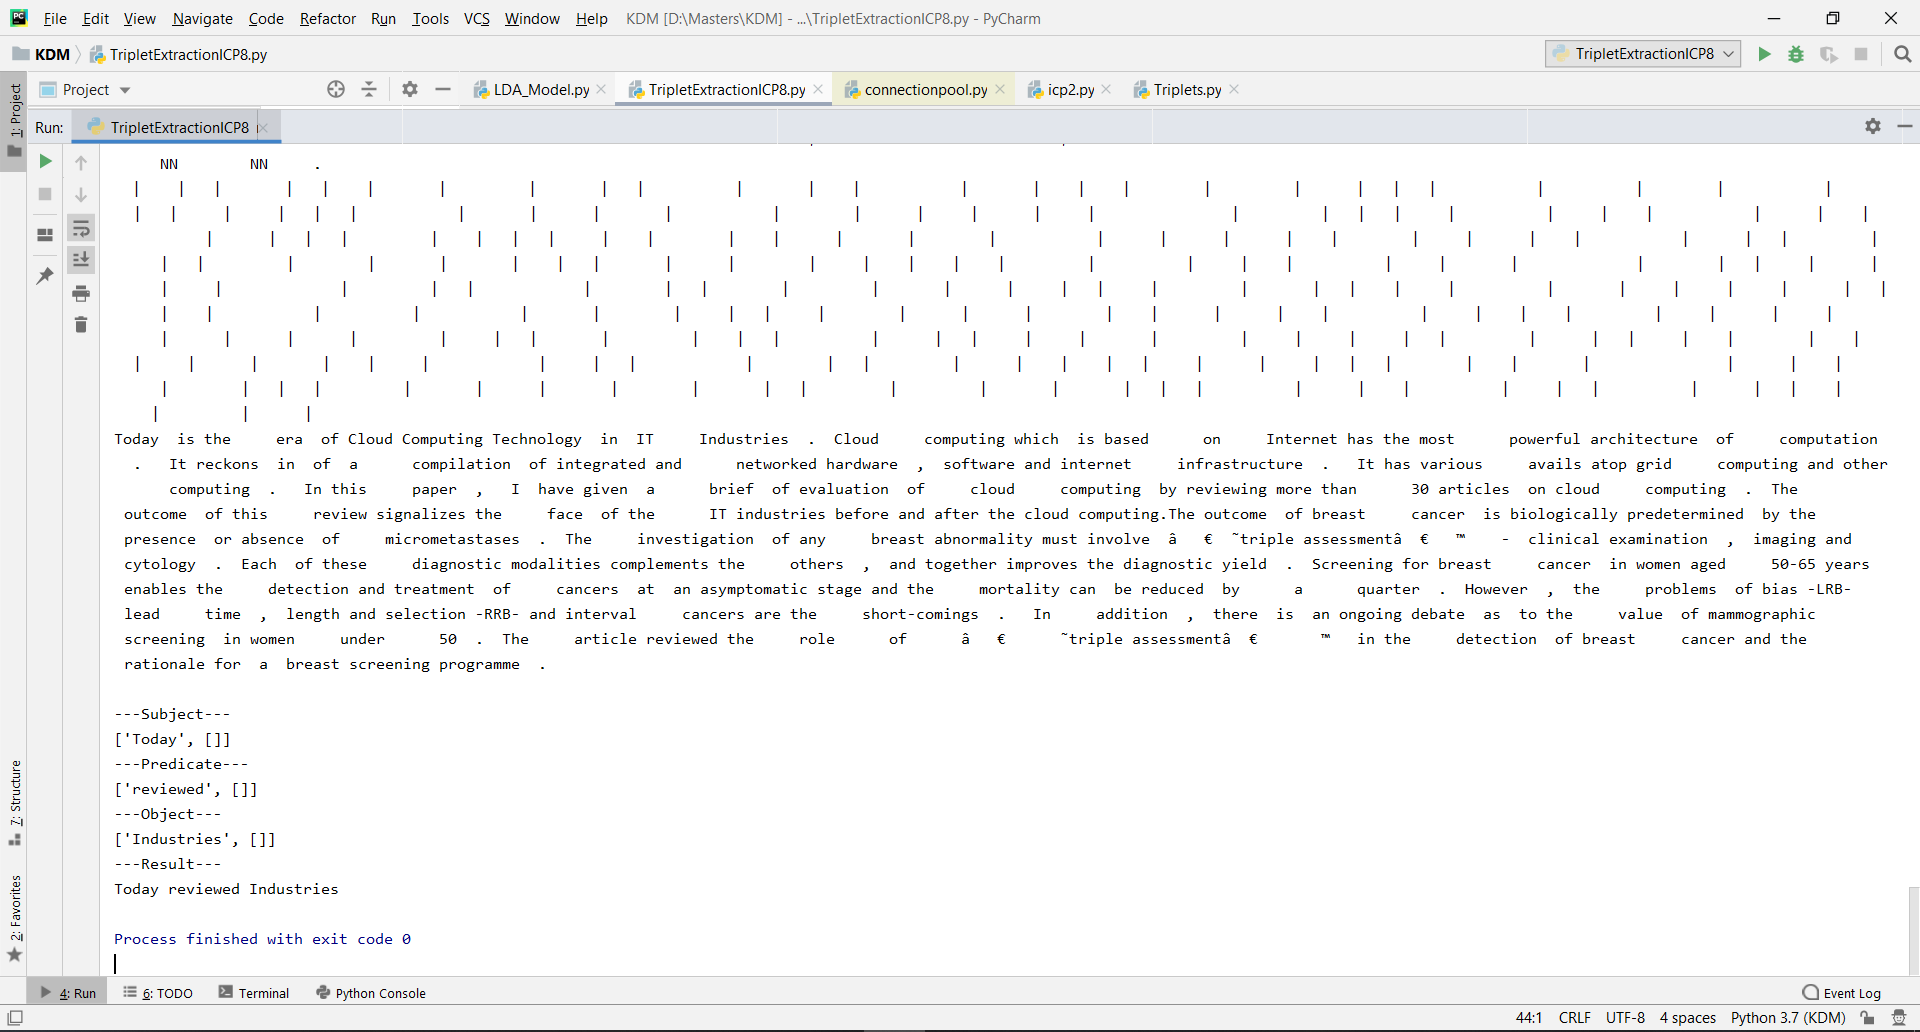 File Edit View Navigate Code Refactor Run Tools VCS Window Help KDM [D:\Masters\KDM] - ...\TripletExtractionICP8.py - PyCharm
KDM TripletExtractionICP8.py TripletExtractionICP8
1: Project
Project LDA_Model.py TripletExtractionICP8.py connectionpool.py icp2.py Triplets.py
Run: TripletExtractionICP8
NN NN .
Today is the era of Cloud Computing Technology in IT Industries . Cloud computing which is based on Internet has the most powerful architecture of computation
. It reckons in of a compilation of integrated and networked hardware , software and internet infrastructure . It has various avails atop grid computing and other
computing . In this paper , I have given a brief of evaluation of cloud computing by reviewing more than 30 articles on cloud computing . The
outcome of this review signalizes the face of the IT industries before and after the cloud computing.The outcome of breast cancer is biologically predetermined by the
presence or absence of micrometastases . The investigation of any breast abnormality must involve â € ˜triple assessmentâ € ™ - clinical examination , imaging and
cytology . Each of these diagnostic modalities complements the others , and together improves the diagnostic yield . Screening for breast cancer in women aged 50-65 years
enables the detection and treatment of cancers at an asymptomatic stage and the mortality can be reduced by a quarter . However , the problems of bias -LRB-
lead time , length and selection -RRB- and interval cancers are the short-comings . In addition , there is an ongoing debate as to the value of mammographic
screening in women under 50 . The article reviewed the role of â € ˜triple assessmentâ € ™ in the detection of breast cancer and the
rationale for a breast screening programme .
---Subject---
['Today', []]
---Predicate---
['reviewed', []]
---Object---
['Industries', []]
---Result---
Today reviewed Industries
Process finished with exit code 0
7: Structure
2: Favorites
4: Run 6: TODO Terminal Python Console Event Log
44:1 CRLF UTF-8 4 spaces Python 3.7 (KDM)